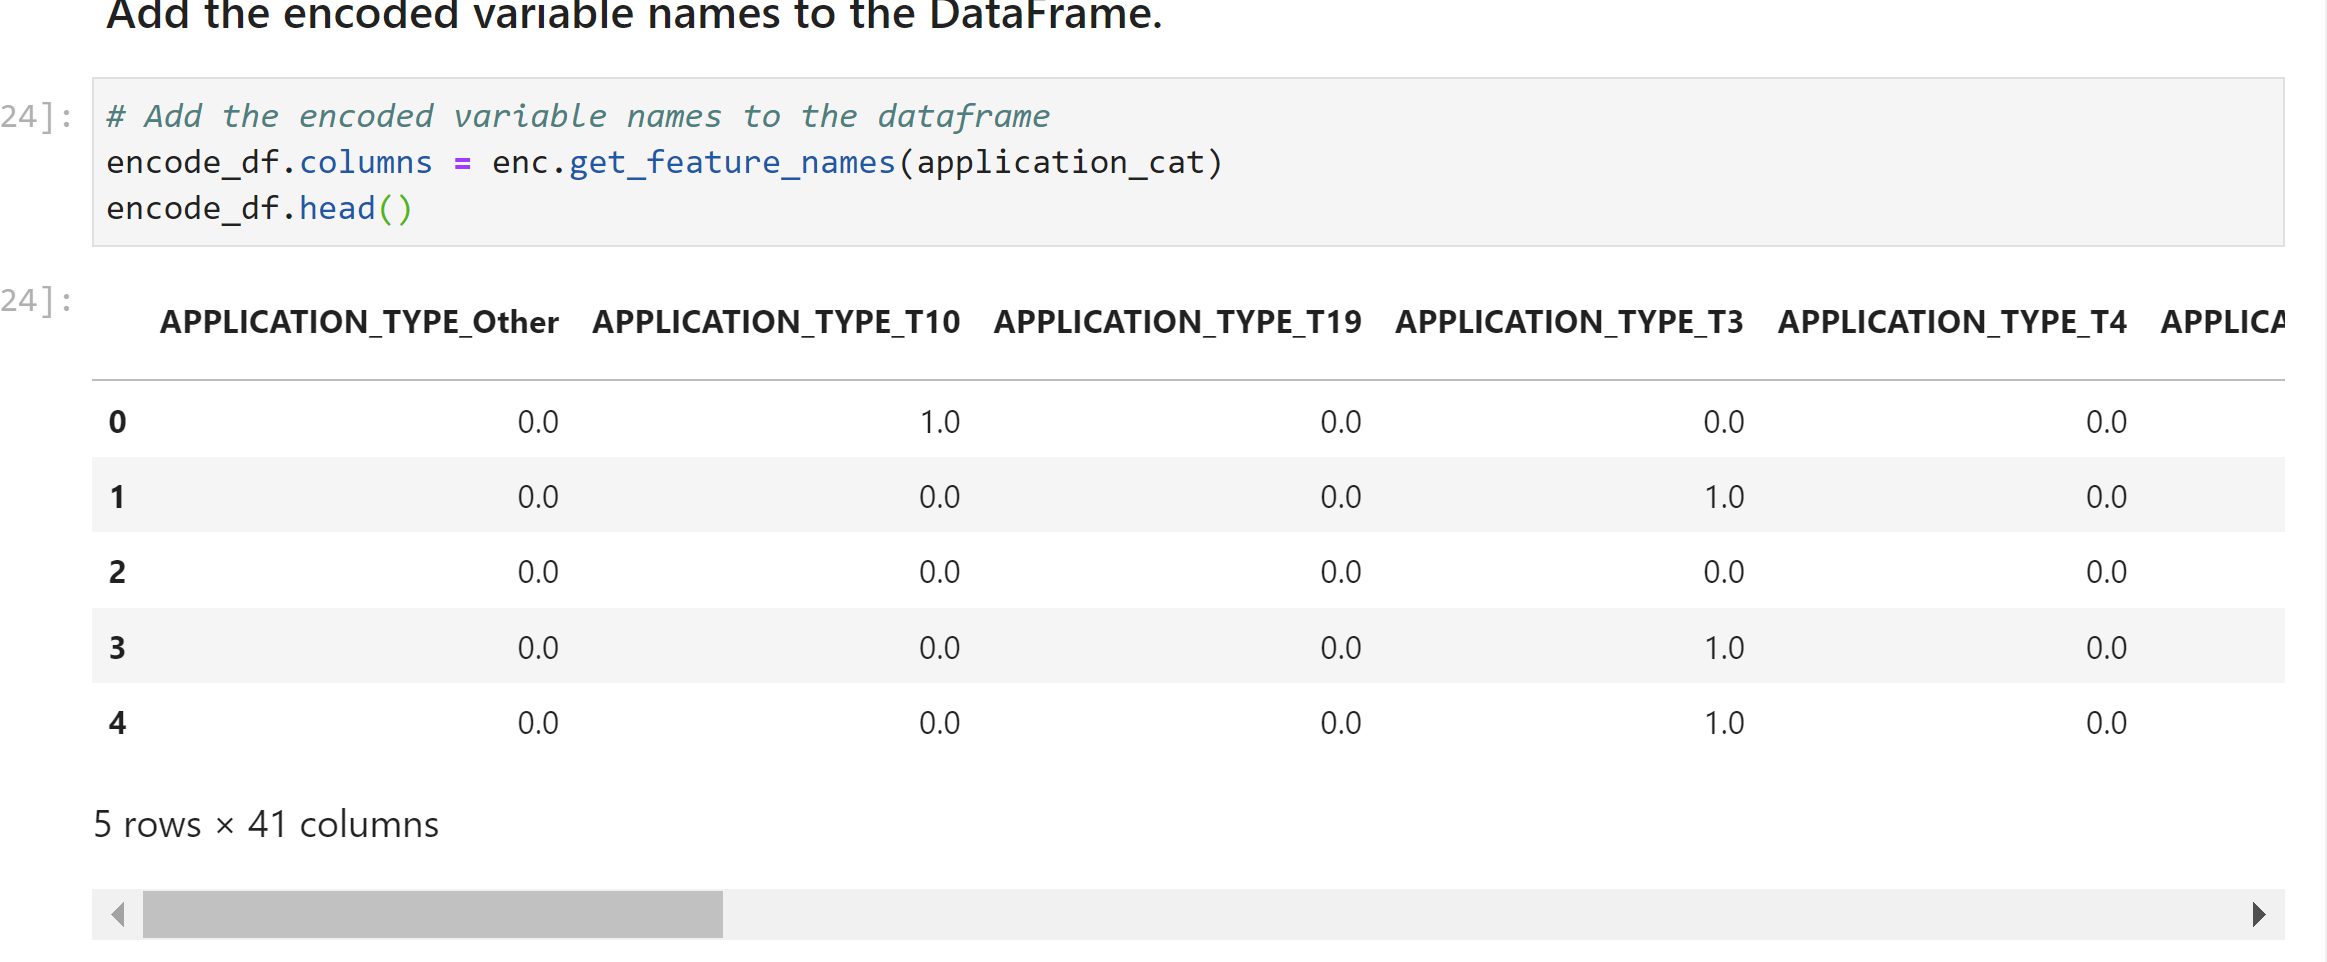 Add the encoded variable names to the DataFrame.
24]:
# Add the encoded variable names to the dataframe
encode_df.columns = enc.get_feature_names(application_cat)
encode_df.head()
24]:
APPLICATION_TYPE_Other APPLICATION_TYPE_T10 APPLICATION_TYPE_T19 APPLICATION_TYPE_T3 APPLICATION_TYPE_T4 APPLICA
0 0.0 1.0 0.0 0.0 0.0
1 0.0 0.0 0.0 1.0 0.0
2 0.0 0.0 0.0 0.0 0.0
3 0.0 0.0 0.0 1.0 0.0
4 0.0 0.0 0.0 1.0 0.0
5 rows × 41 columns